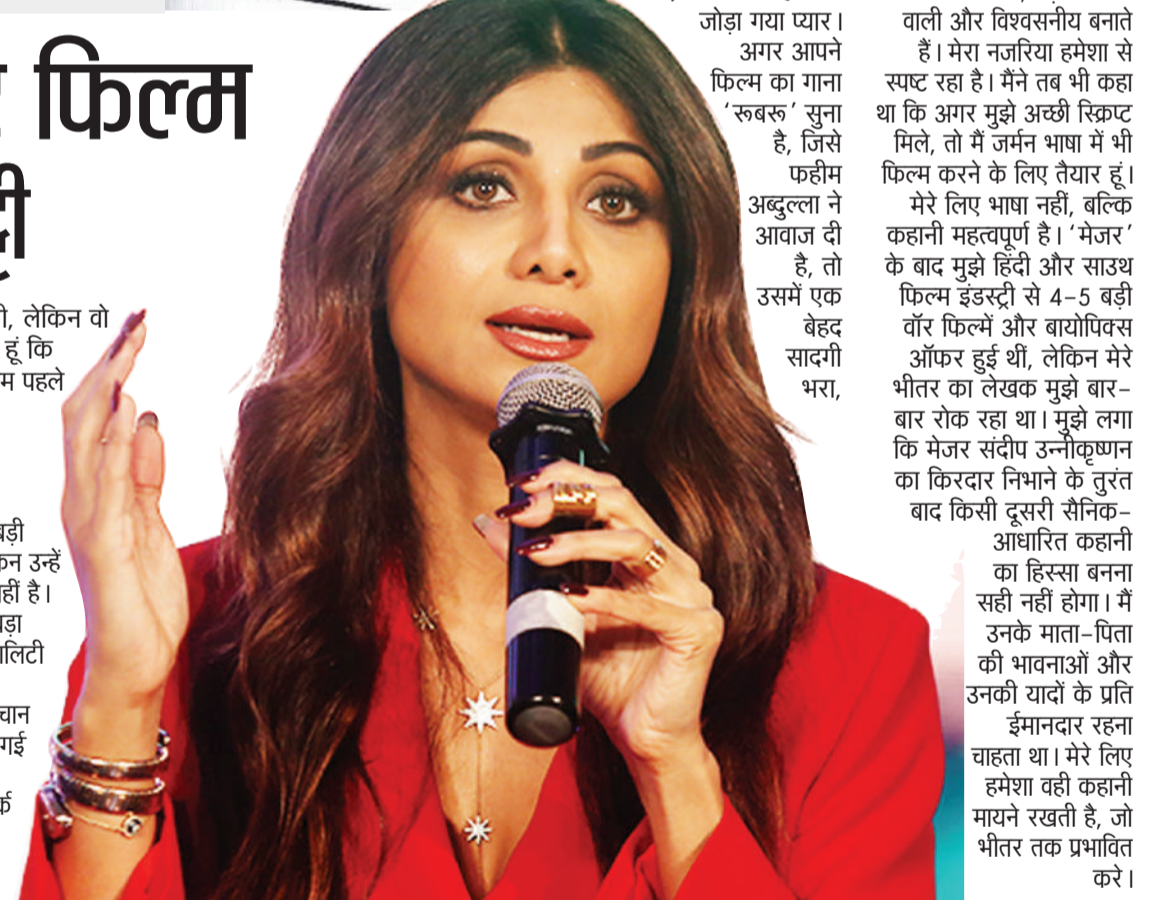 फिल्म
लेकिन वो
हूं कि
पहले
उन्हें
है।
गई
जोड़ा गया प्यार।
अगर आपने
फिल्म का गाना
‘रूबरू’ सुना
है, जिसे
फहीम
अब्दुल्ला ने
आवाज दी
है, तो
उसमें एक
बेहद
सादगी
भरा,
वाली और विश्वसनीय बनाते
हैं। मेरा नजरिया हमेशा से
स्पष्ट रहा है। मैंने तब भी कहा
था कि अगर मुझे अच्छी स्क्रिप्ट
मिले, तो मैं जर्मन भाषा में भी
फिल्म करने के लिए तैयार हूं।
मेरे लिए भाषा नहीं, बल्कि
कहानी महत्वपूर्ण है। ‘मेजर’
के बाद मुझे हिंदी और साउथ
फिल्म इंडस्ट्री से 4-5 बड़ी
वॉर फिल्में और बायोपिक्स
ऑफर हुई थीं, लेकिन मेरे
भीतर का लेखक मुझे बार-
बार रोक रहा था। मुझे लगा
कि मेजर संदीप उन्नीकृष्णन
का किरदार निभाने के तुरंत
बाद किसी दूसरी सैनिक-
आधारित कहानी
का हिस्सा बनना
सही नहीं होगा। मैं
उनके माता-पिता
की भावनाओं और
उनकी यादों के प्रति
ईमानदार रहना
चाहता था। मेरे लिए
हमेशा वही कहानी
मायने रखती है, जो
भीतर तक प्रभावित
करे।